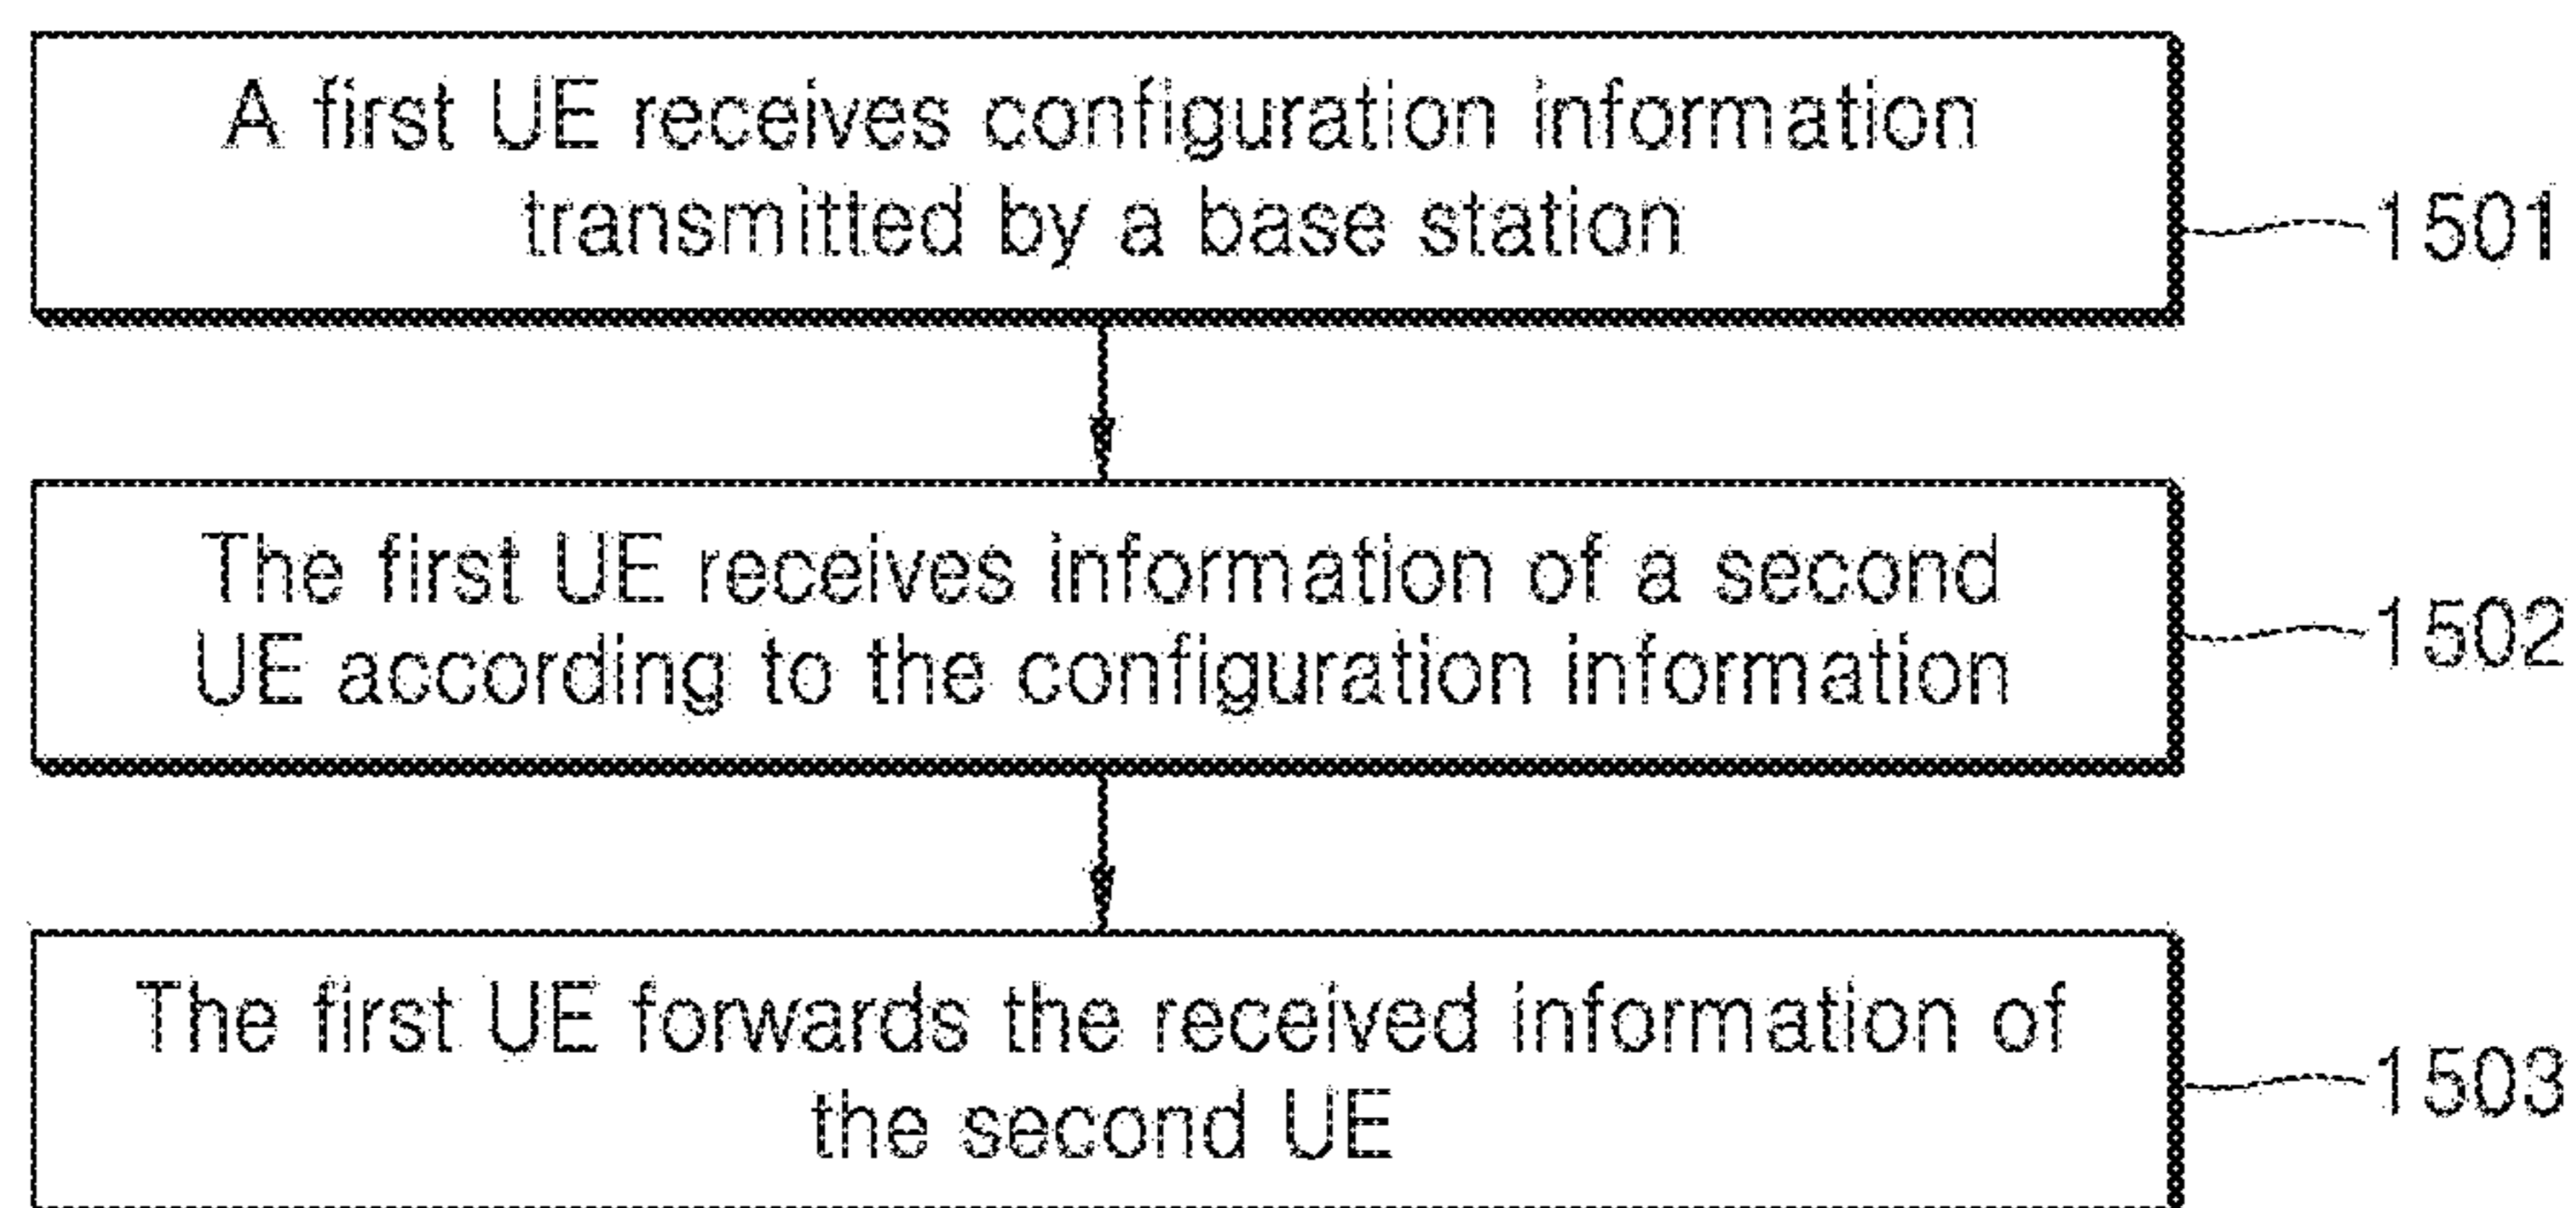 A first UE receives configuration information
transmitted by a base station
1501
The first UE receives information of a second
UE according to the configuration information
1502
The first UE forwards the received information of
the second UE
1503